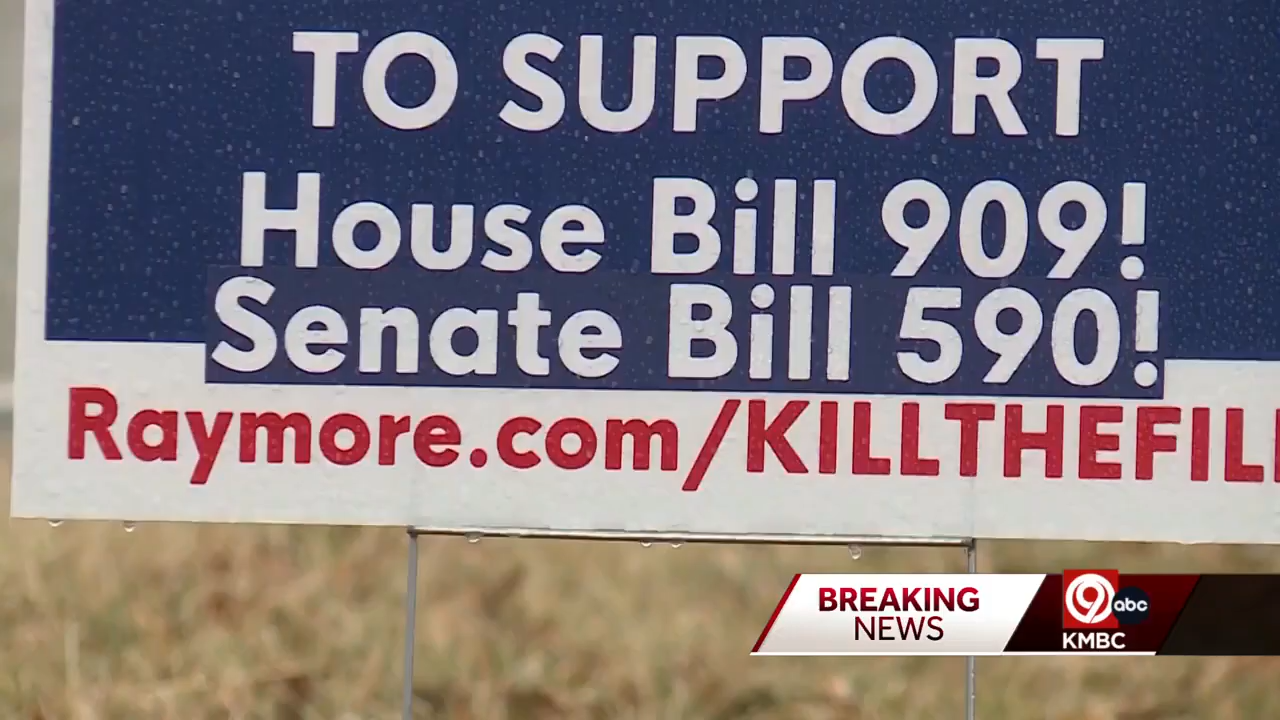 TO SUPPORT
House Bill 909!
Senate Bill 590!
Raymore.com/KILLTHEFIL
BREAKING
NEWS
9 abc
KMBC